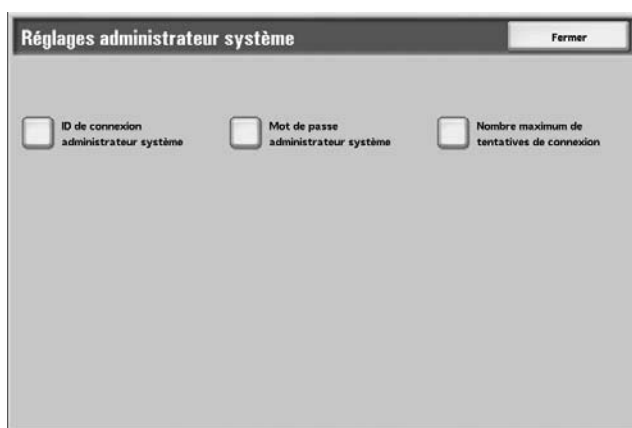 Réglages administrateur système
Fermer
ID de connexion
administrateur système
Mot de passe
administrateur système
Nombre maximum de
tentatives de connexion